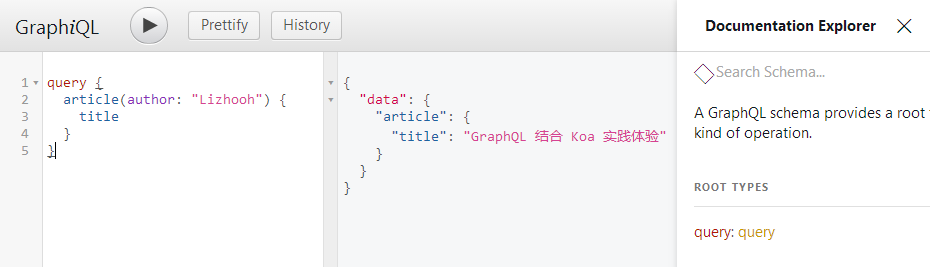 GraphiQL
Prettify
History
1 query {
2 article(author: "Lizhooh") {
3 title
4 }
5 }
{
"data": {
"article": {
"title": "GraphQL 结合 Koa 实践体验"
}
}
}
Documentation Explorer
Search Schema...
A GraphQL schema provides a root
kind of operation.
ROOT TYPES
query: query